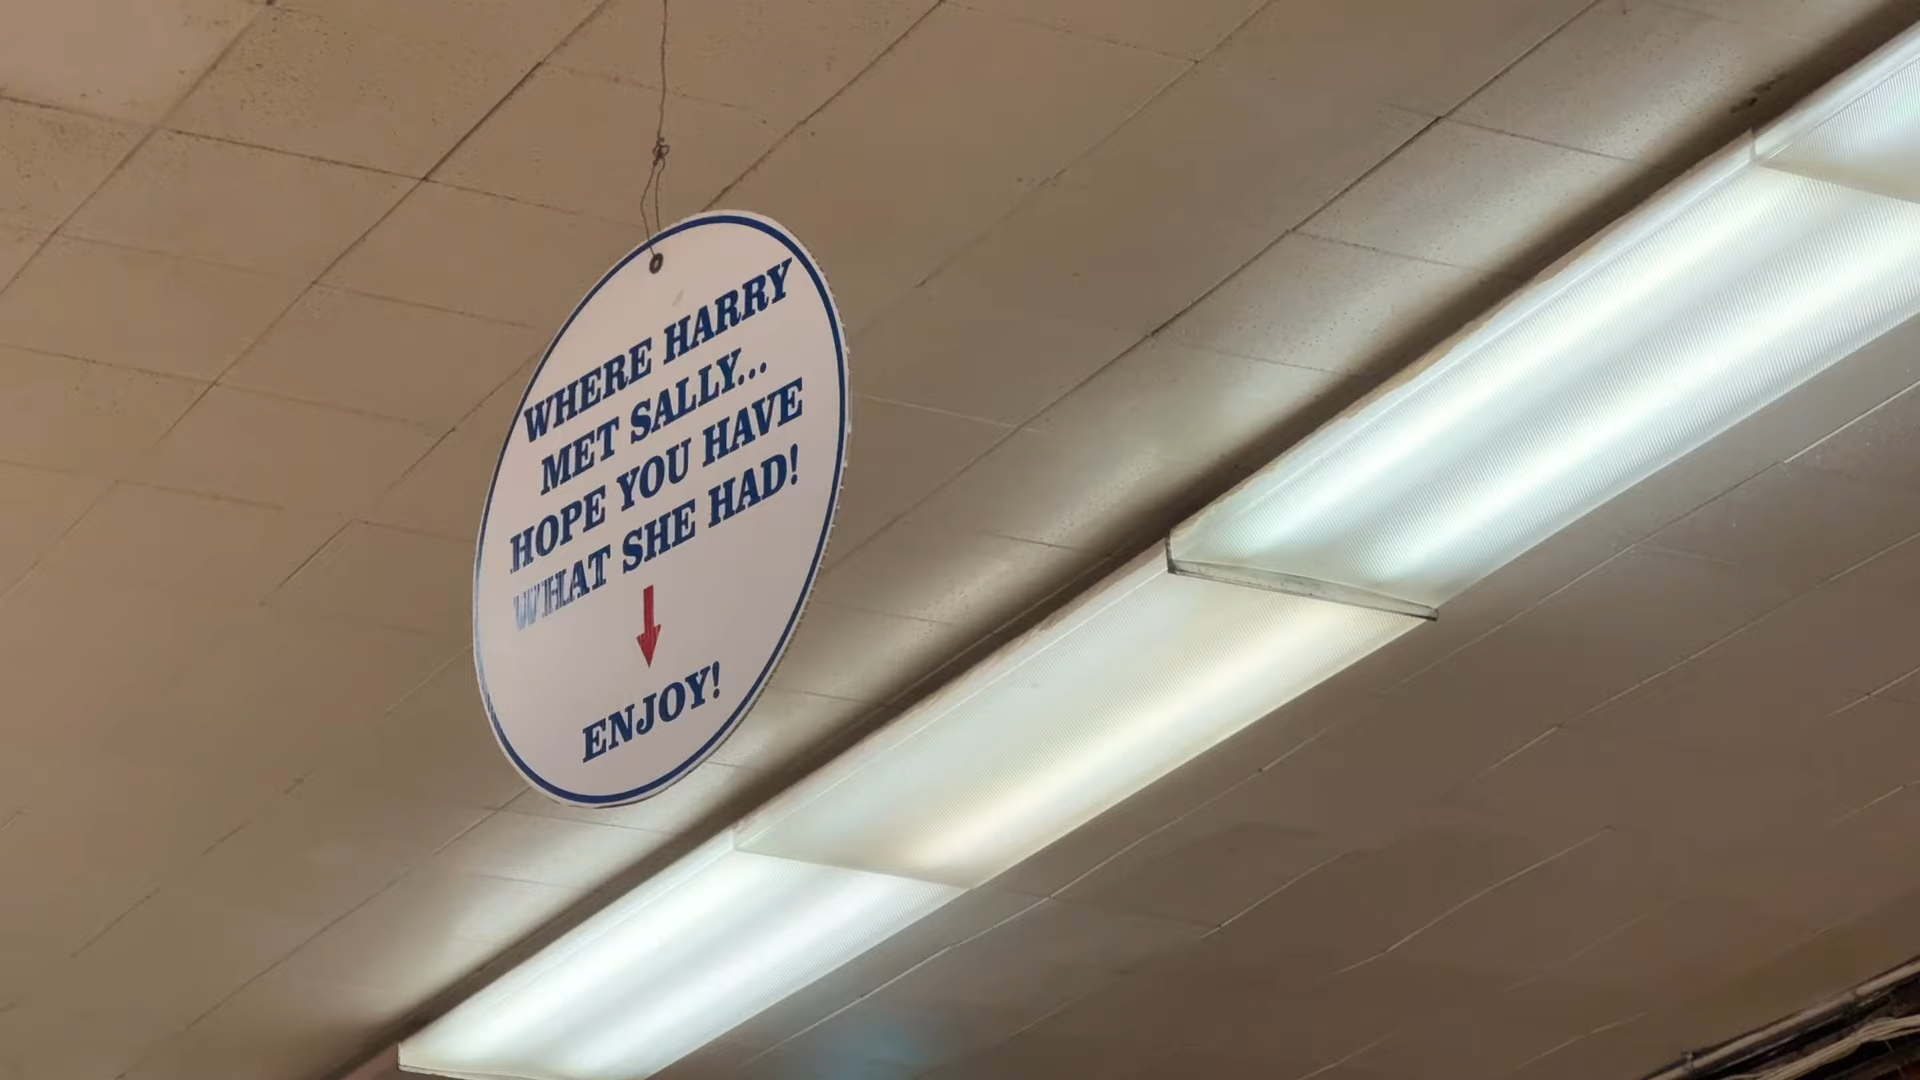 WHERE HARRY
MET SALLY...
HOPE YOU HAVE
WHAT SHE HAD!
ENJOY!